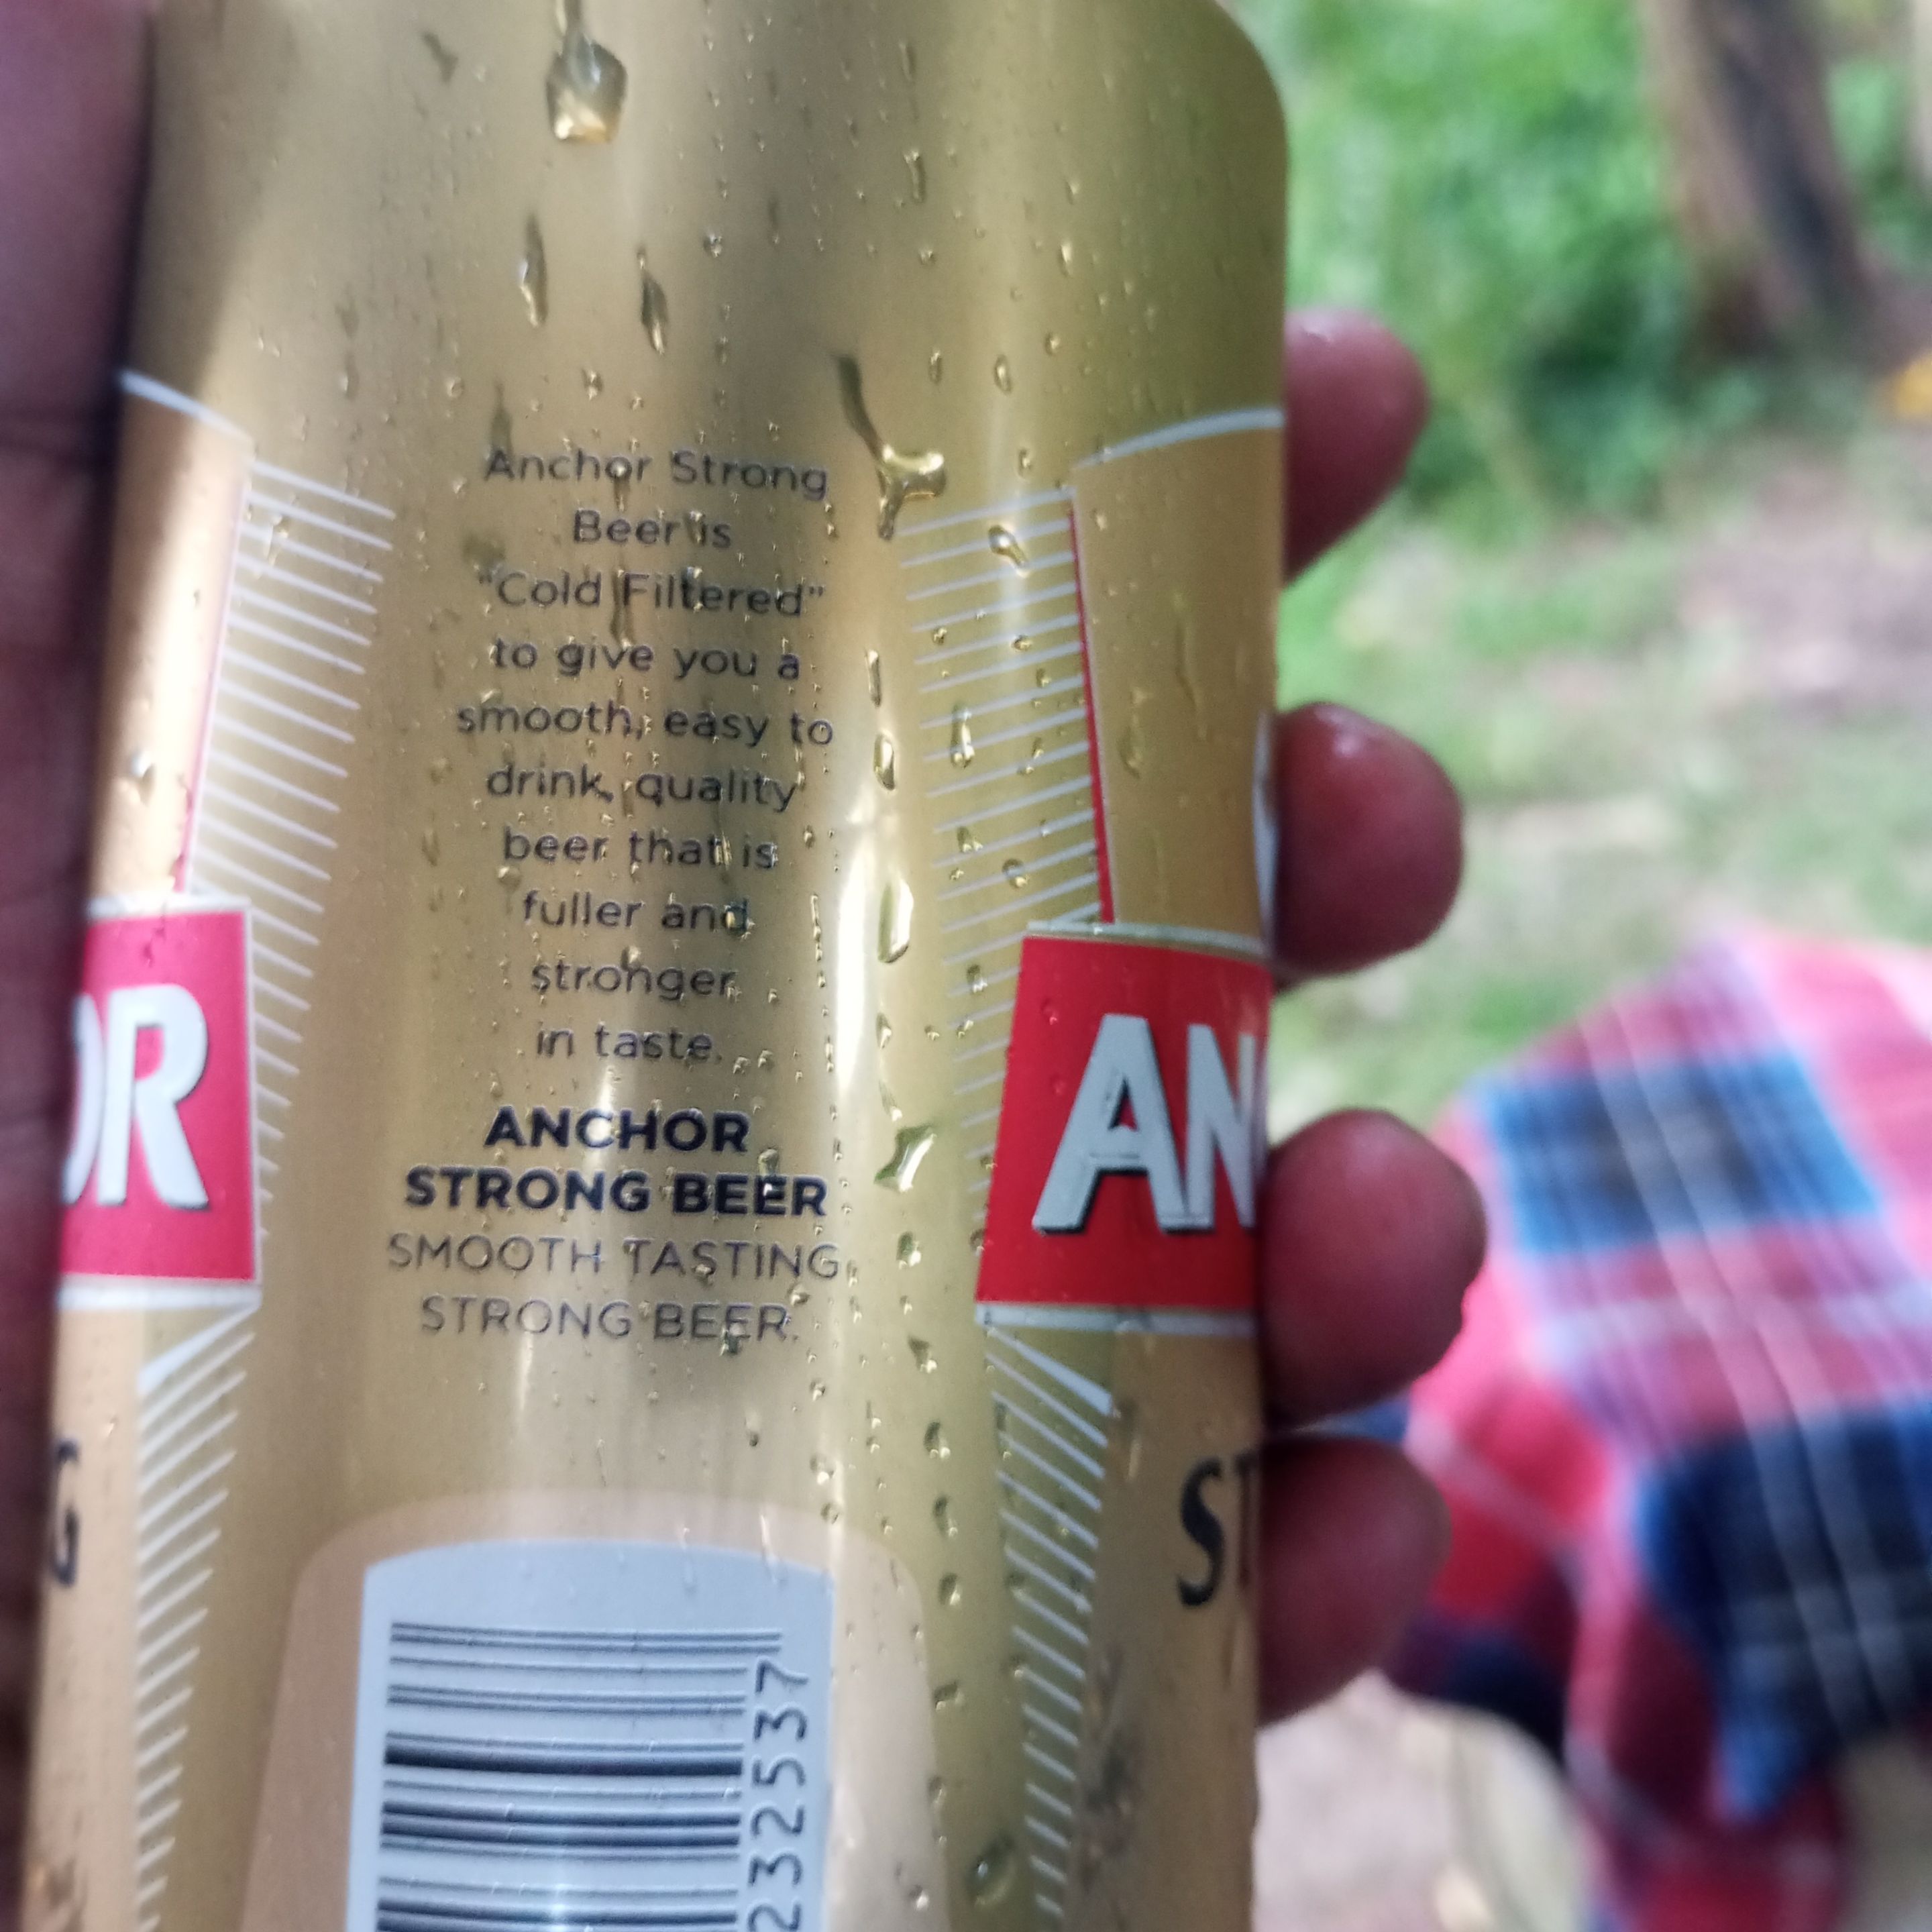 Anchor Strong
Beer is
"Cold Filtered"
to give you a
smooth, easy to
drink, quality
beer that is
fuller and
stronger
in taste.
ANCHOR
STRONG BEER
SMOOTH TASTING
STRONG BEER.
OR
AN
G
ST
232537